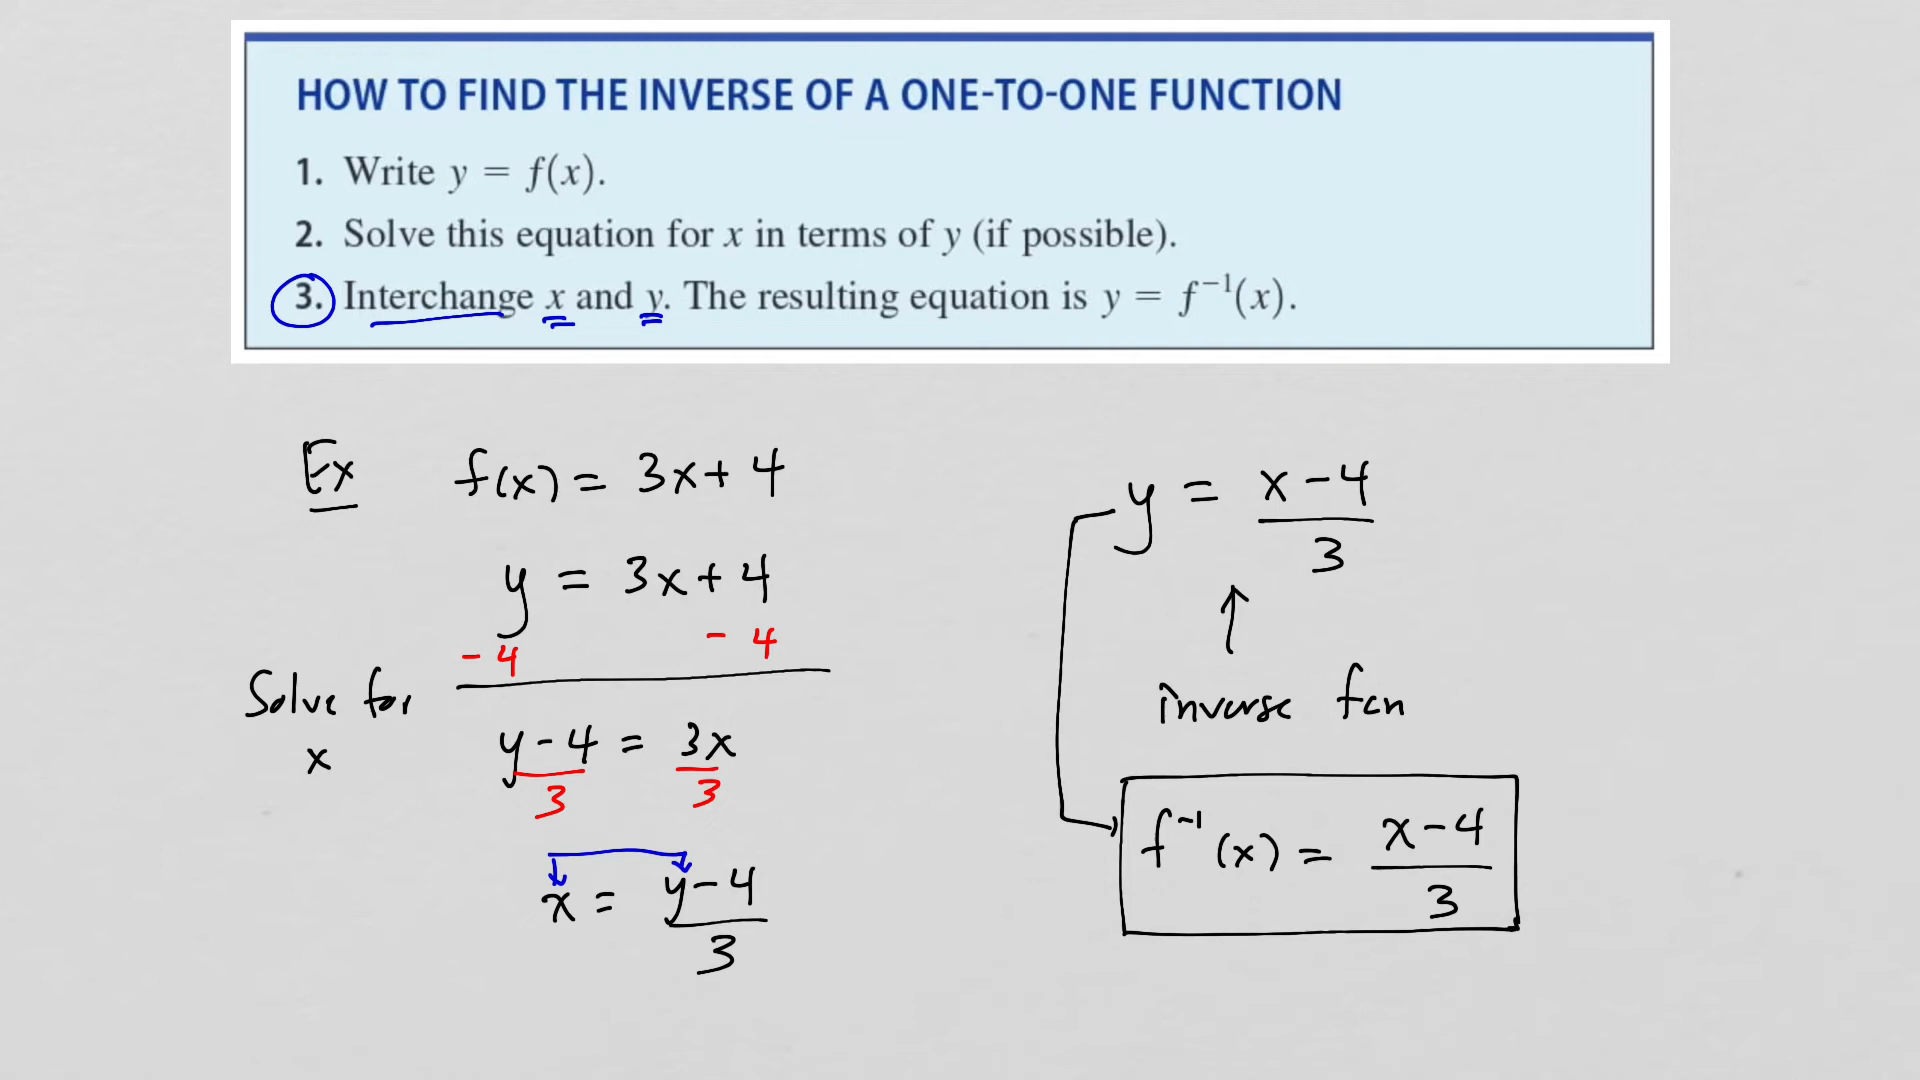 HOW TO FIND THE INVERSE OF A ONE-TO-ONE FUNCTION
1. Write y = f(x).
2. Solve this equation for x in terms of y (if possible).
3. Interchange x and y. The resulting equation is y = f⁻¹(x).
Ex f(x) = 3x + 4
y = 3x + 4
- 4 - 4
Solve for
x
y - 4 = 3x
3 3
x = y - 4
3
y = x - 4
3
↑
inverse fcn
f⁻¹(x) = x - 4
3